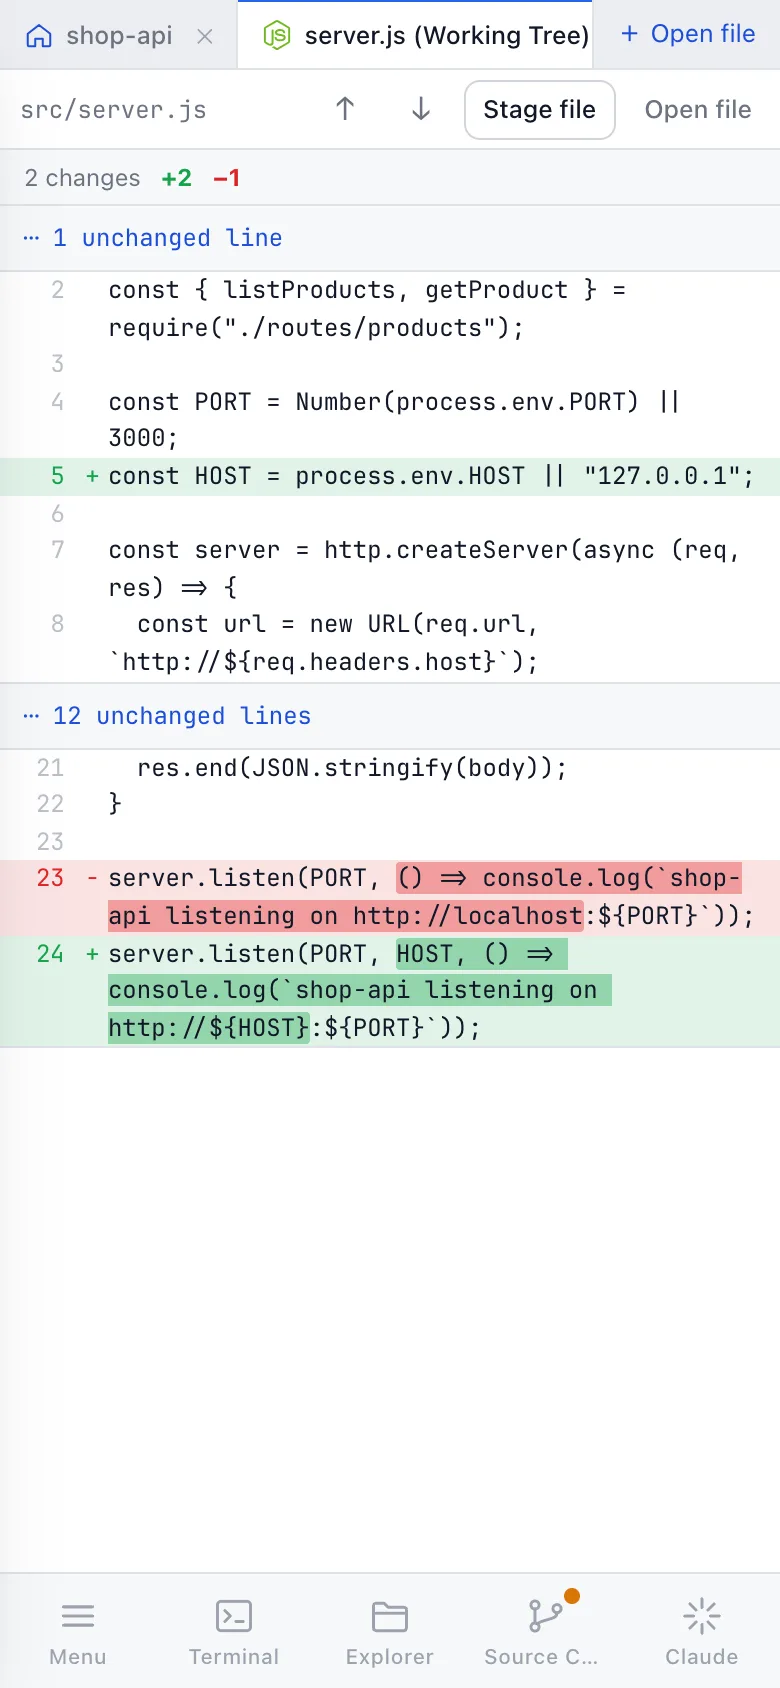 shop-api
server.js (Working Tree)
+ Open file
src/server.js
Stage file
Open file
2 changes +2 −1
··· 1 unchanged line
2 const { listProducts, getProduct } =
require("./routes/products");
3
4 const PORT = Number(process.env.PORT) ||
3000;
5 + const HOST = process.env.HOST || "127.0.0.1";
6
7 const server = http.createServer(async (req,
res) => {
8   const url = new URL(req.url,
`http://${req.headers.host}`);
··· 12 unchanged lines
21   res.end(JSON.stringify(body));
22 }
23
23 - server.listen(PORT, () => console.log(`shop-
api listening on http://localhost:${PORT}`));
24 + server.listen(PORT, HOST, () =>
console.log(`shop-api listening on
http://${HOST}:${PORT}`));
Menu
Terminal
Explorer
Source C...
Claude